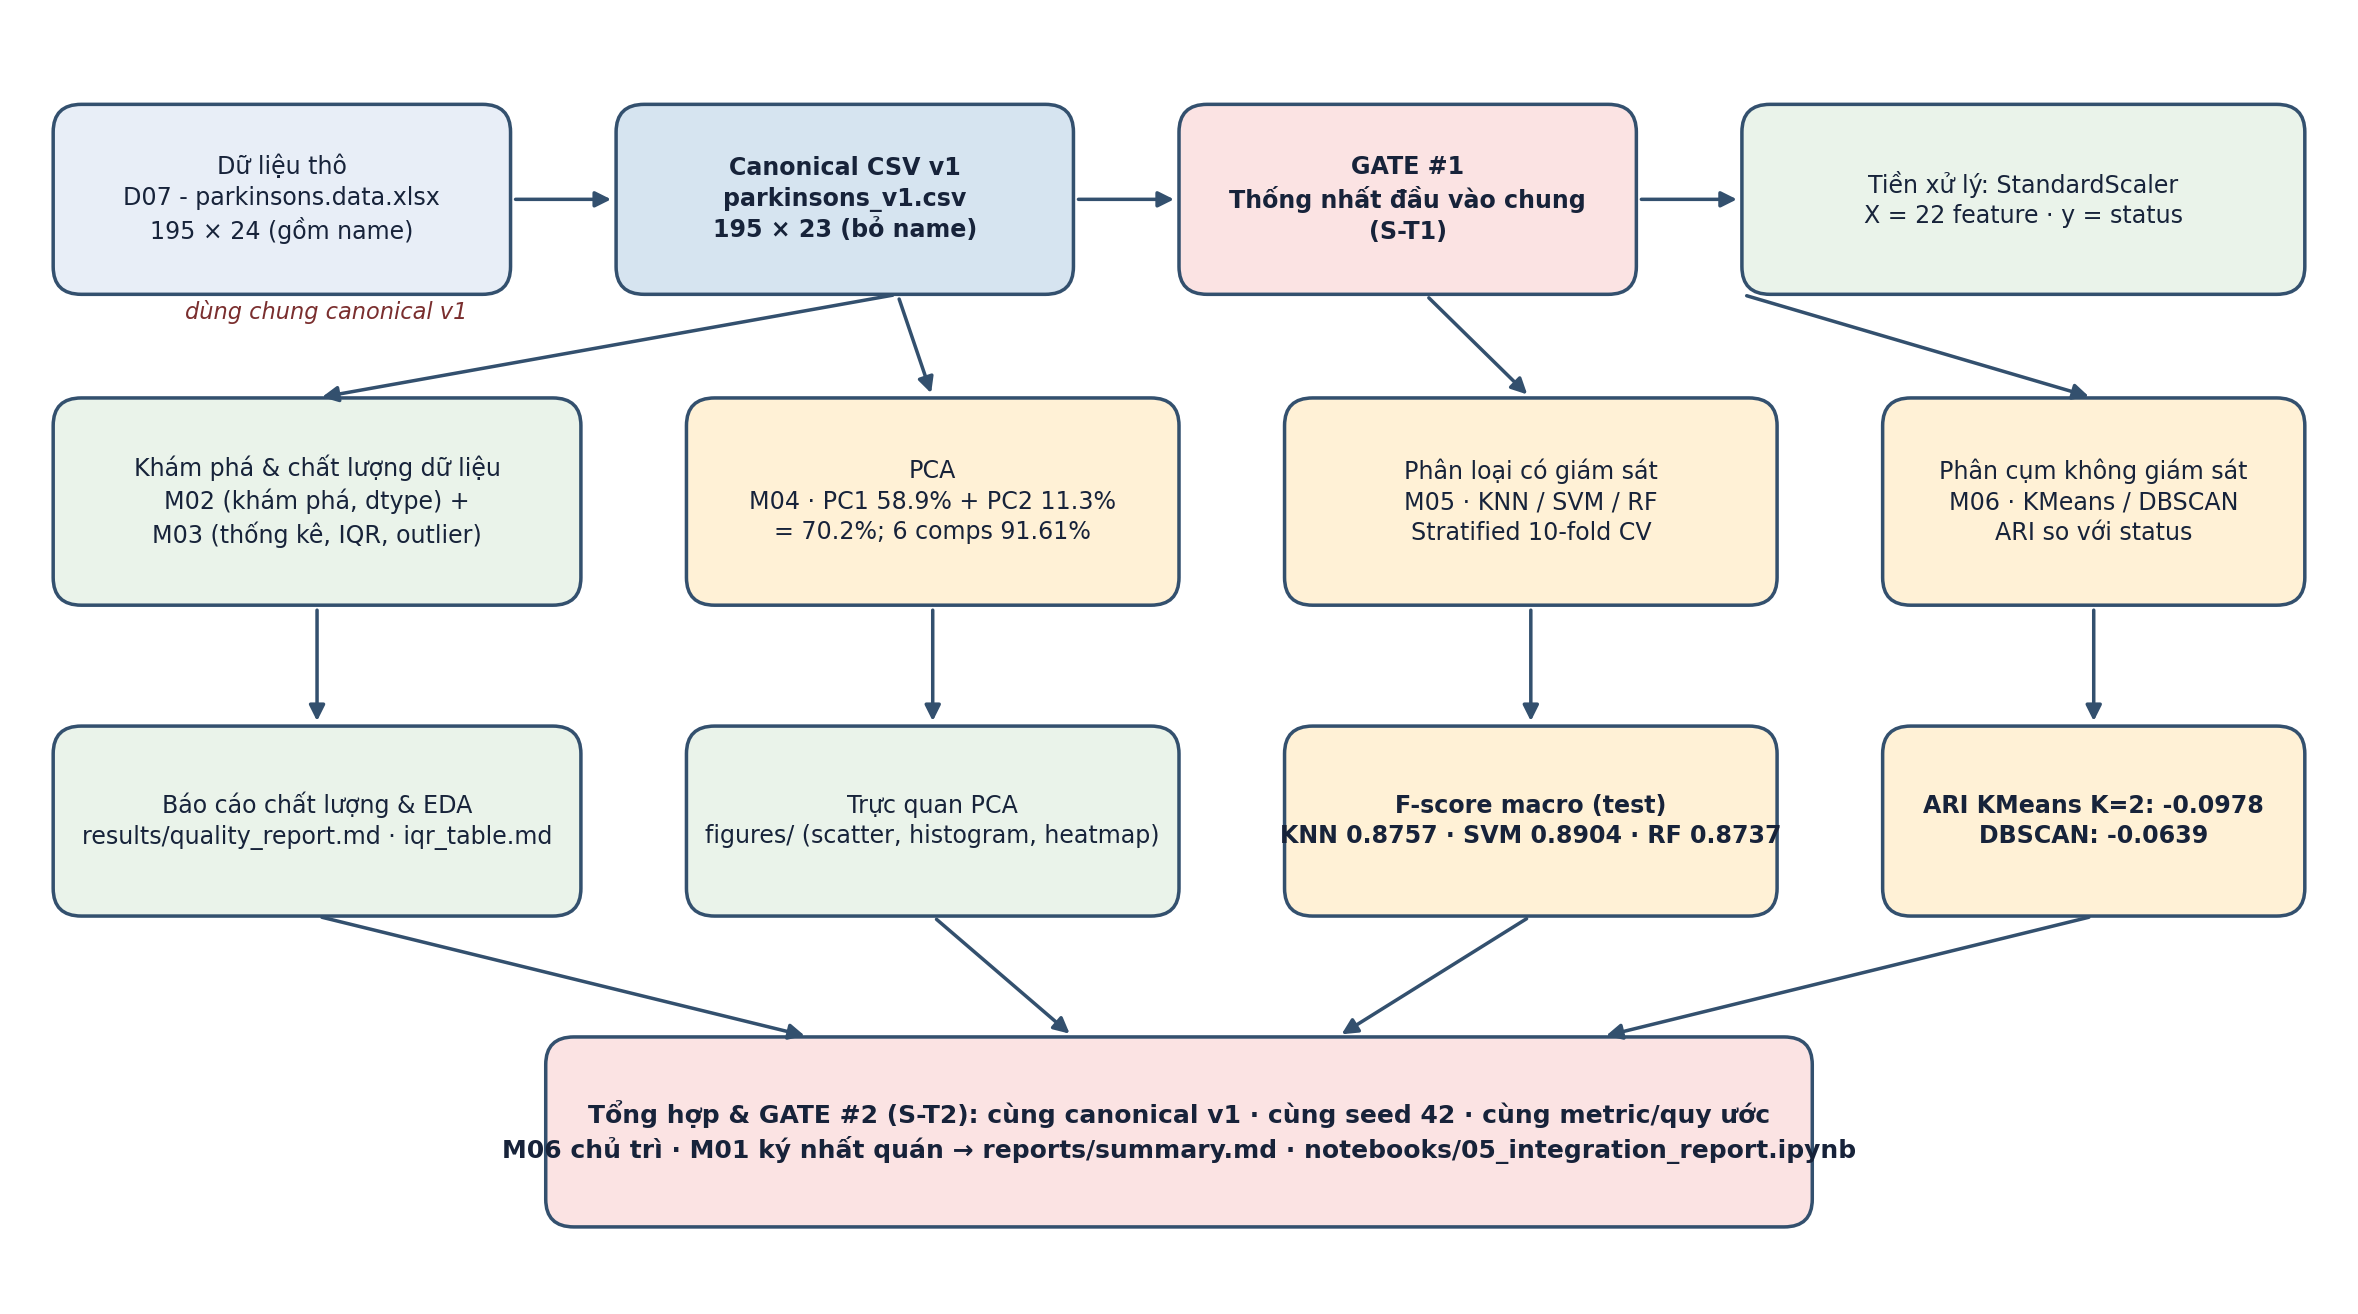 Dữ liệu thô
D07 - parkinsons.data.xlsx
195 × 24 (gồm name)
Canonical CSV v1
parkinsons_v1.csv
195 × 23 (bỏ name)
GATE #1
Thống nhất đầu vào chung
(S-T1)
Tiền xử lý: StandardScaler
X = 22 feature · y = status
dùng chung canonical v1
Khám phá & chất lượng dữ liệu
M02 (khám phá, dtype) +
M03 (thống kê, IQR, outlier)
PCA
M04 · PC1 58.9% + PC2 11.3%
= 70.2%; 6 comps 91.61%
Phân loại có giám sát
M05 · KNN / SVM / RF
Stratified 10-fold CV
Phân cụm không giám sát
M06 · KMeans / DBSCAN
ARI so với status
Báo cáo chất lượng & EDA
results/quality_report.md · iqr_table.md
Trực quan PCA
figures/ (scatter, histogram, heatmap)
F-score macro (test)
KNN 0.8757 · SVM 0.8904 · RF 0.8737
ARI KMeans K=2: -0.0978
DBSCAN: -0.0639
Tổng hợp & GATE #2 (S-T2): cùng canonical v1 · cùng seed 42 · cùng metric/quy ước
M06 chủ trì · M01 ký nhất quán → reports/summary.md · notebooks/05_integration_report.ipynb